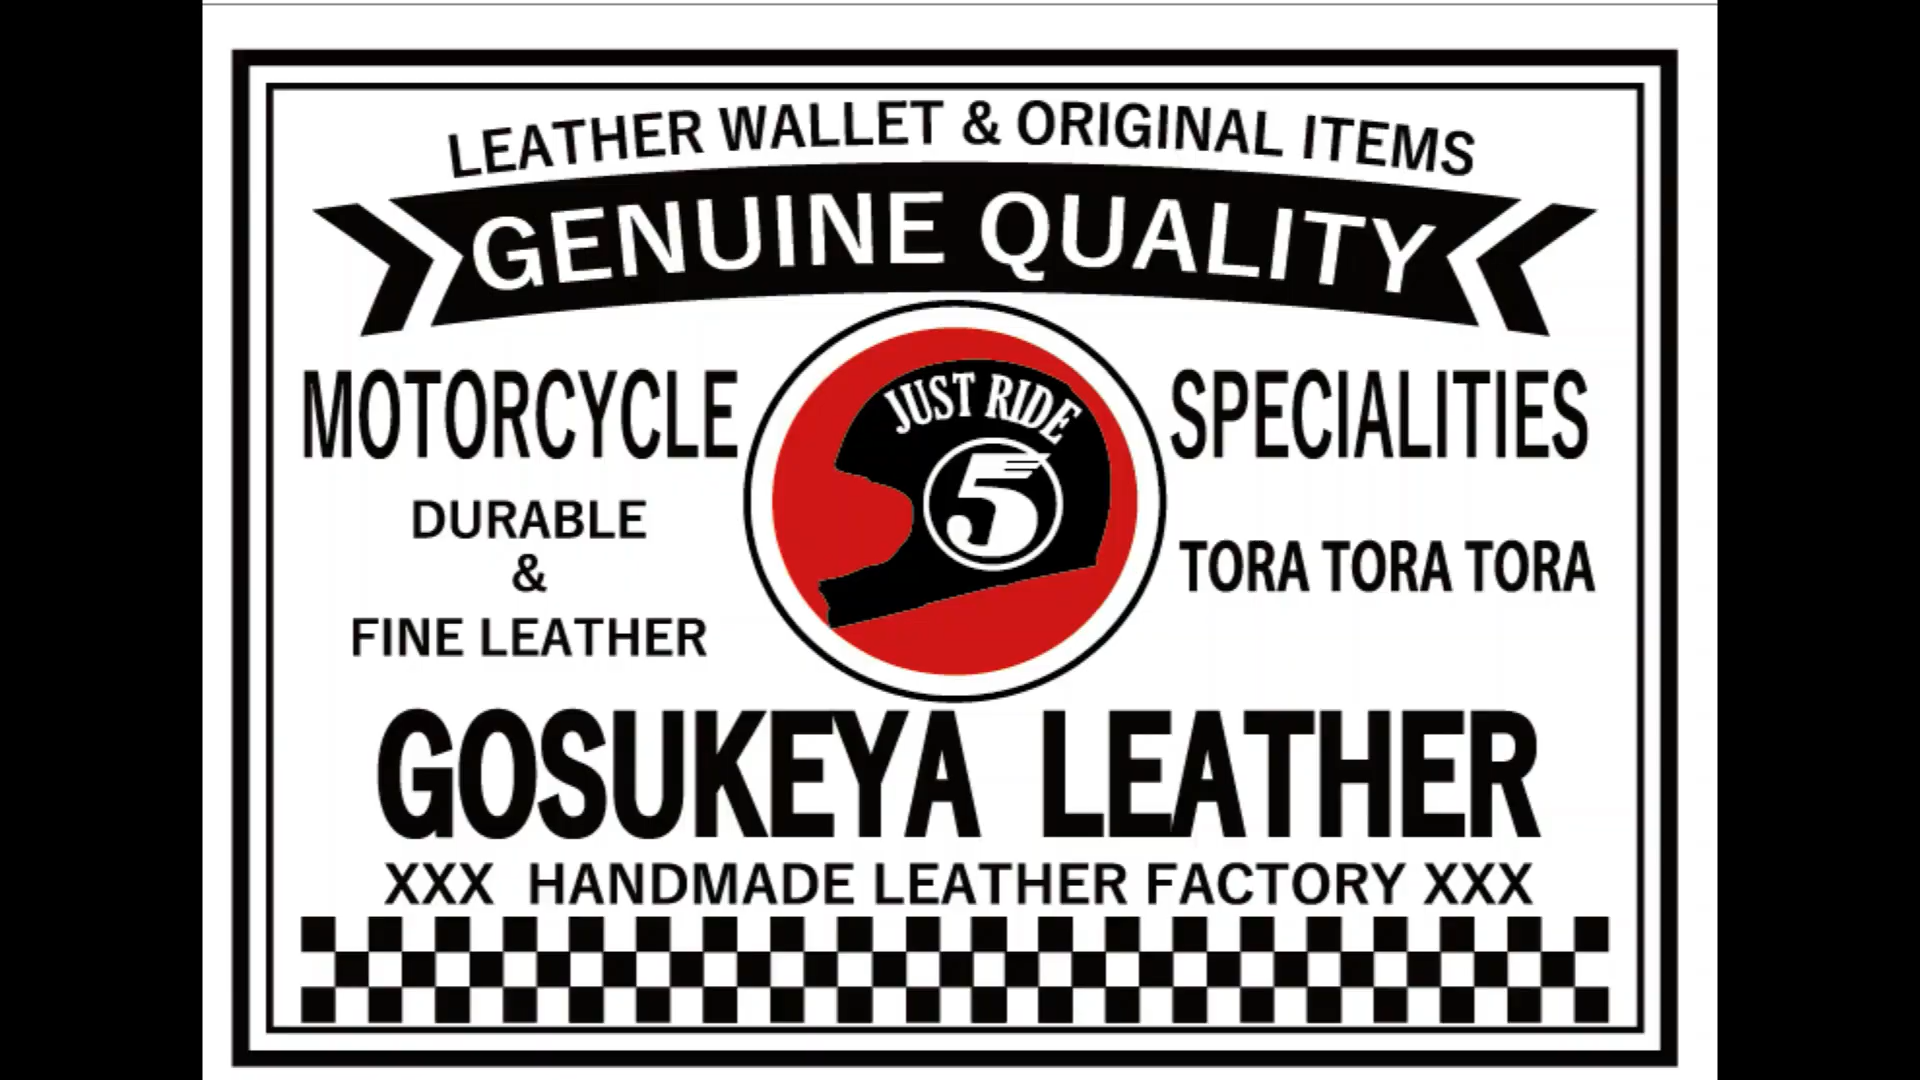 LEATHER WALLET & ORIGINAL ITEMS
GENUINE QUALITY
MOTORCYCLE
SPECIALITIES
JUST RIDE
5
DURABLE
&
FINE LEATHER
TORA TORA TORA
GOSUKEYA LEATHER
XXX HANDMADE LEATHER FACTORY XXX